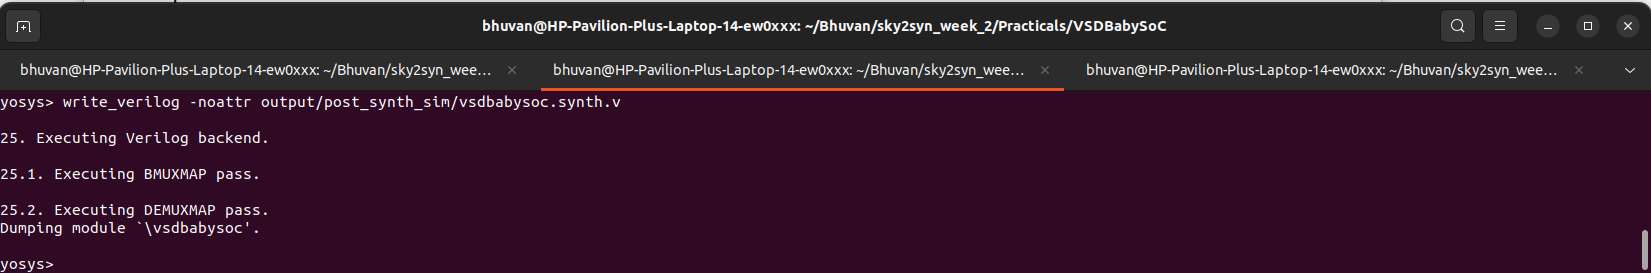 bhuvan@HP-Pavilion-Plus-Laptop-14-ew0xxx: ~/Bhuvan/sky2syn_week_2/Practicals/VSDBabySoC
bhuvan@HP-Pavilion-Plus-Laptop-14-ew0xxx: ~/Bhuvan/sky2syn_wee... bhuvan@HP-Pavilion-Plus-Laptop-14-ew0xxx: ~/Bhuvan/sky2syn_wee... bhuvan@HP-Pavilion-Plus-Laptop-14-ew0xxx: ~/Bhuvan/sky2syn_wee...
yosys> write_verilog -noattr output/post_synth_sim/vsdbabysoc.synth.v
25. Executing Verilog backend.
25.1. Executing BMUXMAP pass.
25.2. Executing DEMUXMAP pass.
Dumping module `\vsdbabysoc'.
yosys>